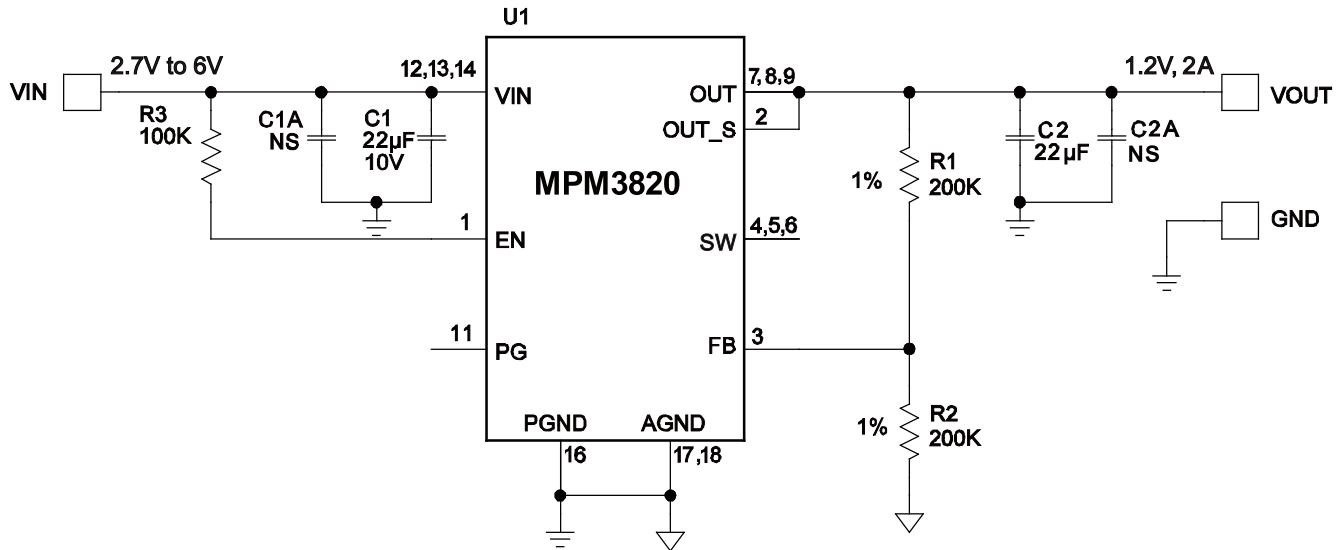 U1
VIN
2.7V to 6V
R3
100K
C1A
NS
C1
22µF
10V
12,13,14
VIN
1
EN
11
PG
MPM3820
PGND
16
AGND
17,18
OUT
7,8,9
OUT_S
2
SW
4,5,6
FB
3
1%
R1
200K
1%
R2
200K
C2
22µF
C2A
NS
1.2V, 2A
VOUT
GND